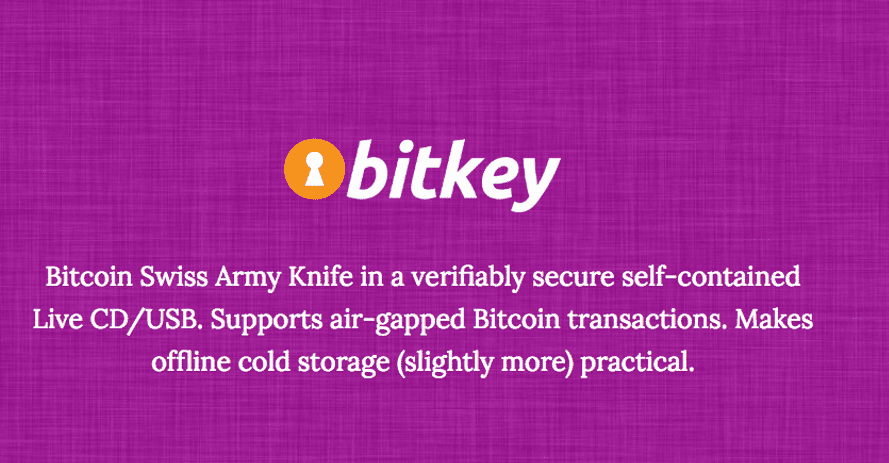 bitkey
Bitcoin Swiss Army Knife in a verifiably secure self-contained
Live CD/USB. Supports air-gapped Bitcoin transactions. Makes
offline cold storage (slightly more) practical.